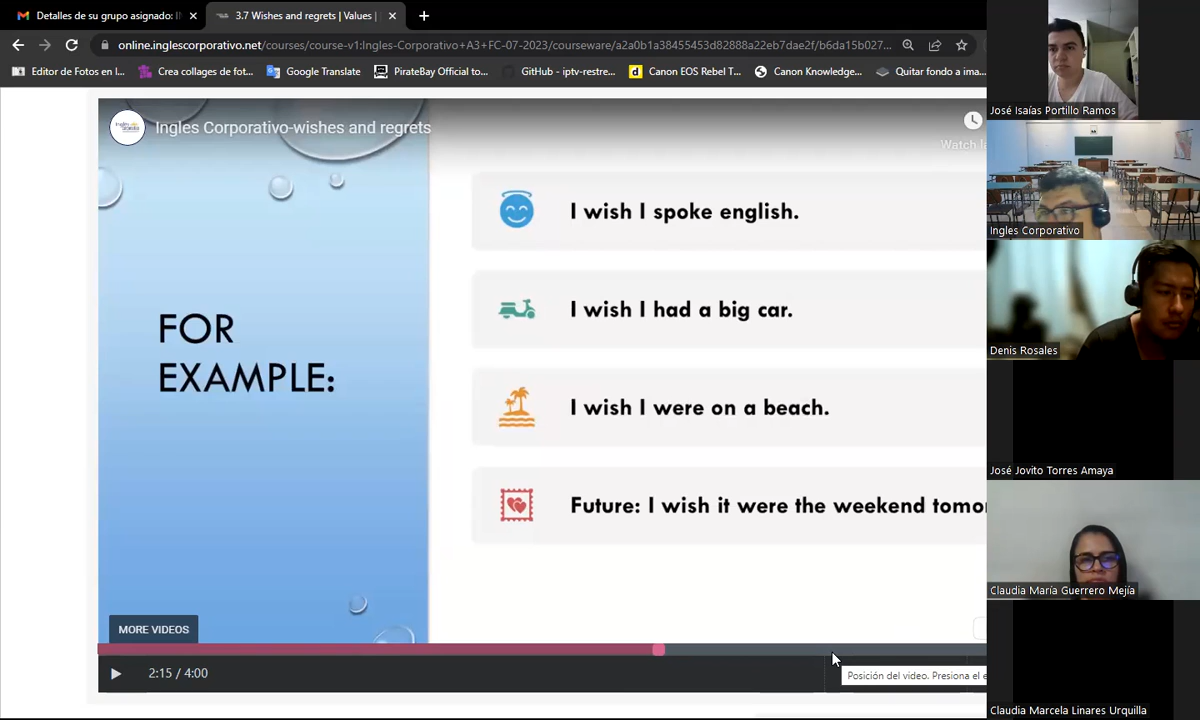 Detalles de su grupo asignado: I
3.7 Wishes and regrets | Values |
online.inglescorporativo.net/courses/course-v1:Ingles-Corporativo+A3+FC-07-2023/courseware/a2a0b1a38455453d82888a22eb7dae2f/b6da15b027...
Editor de Fotos en l...
Crea collages de fot...
Google Translate
PirateBay Official to...
GitHub - iptv-restre...
Canon EOS Rebel T...
Canon Knowledge...
Quitar fondo a ima...
Ingles Corporativo-wishes and regrets
Watch la
FOR
EXAMPLE:
I wish I spoke english.
I wish I had a big car.
I wish I were on a beach.
Future: I wish it were the weekend tomor
MORE VIDEOS
2:15 / 4:00
Posición del video. Presiona el e
José Isaías Portillo Ramos
Ingles Corporativo
Denis Rosales
José Jovito Torres Amaya
Claudia María Guerrero Mejía
Claudia Marcela Linares Urquilla